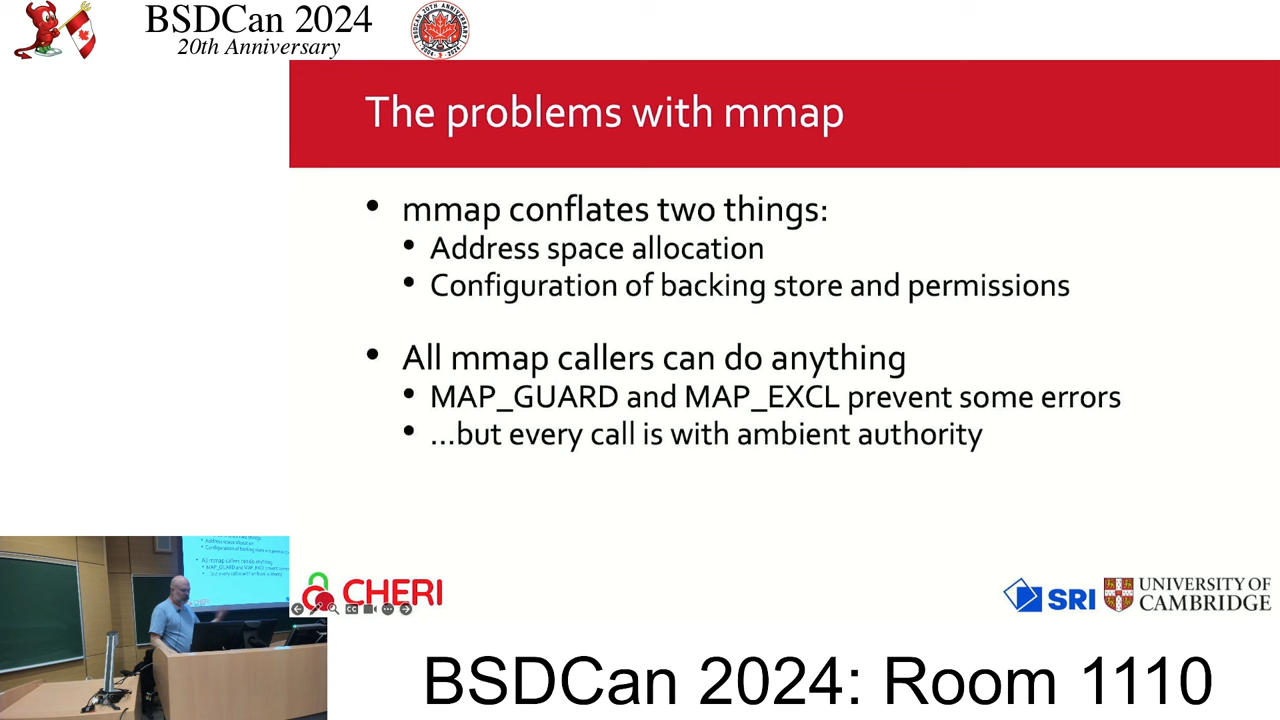 BSDCan 2024
20th Anniversary
The problems with mmap
• mmap conflates two things:
• Address space allocation
• Configuration of backing store and permissions
• All mmap callers can do anything
• MAP_GUARD and MAP_EXCL prevent some errors
• ...but every call is with ambient authority
CHERI
SRI
UNIVERSITY OF
CAMBRIDGE
BSDCan 2024: Room 1110